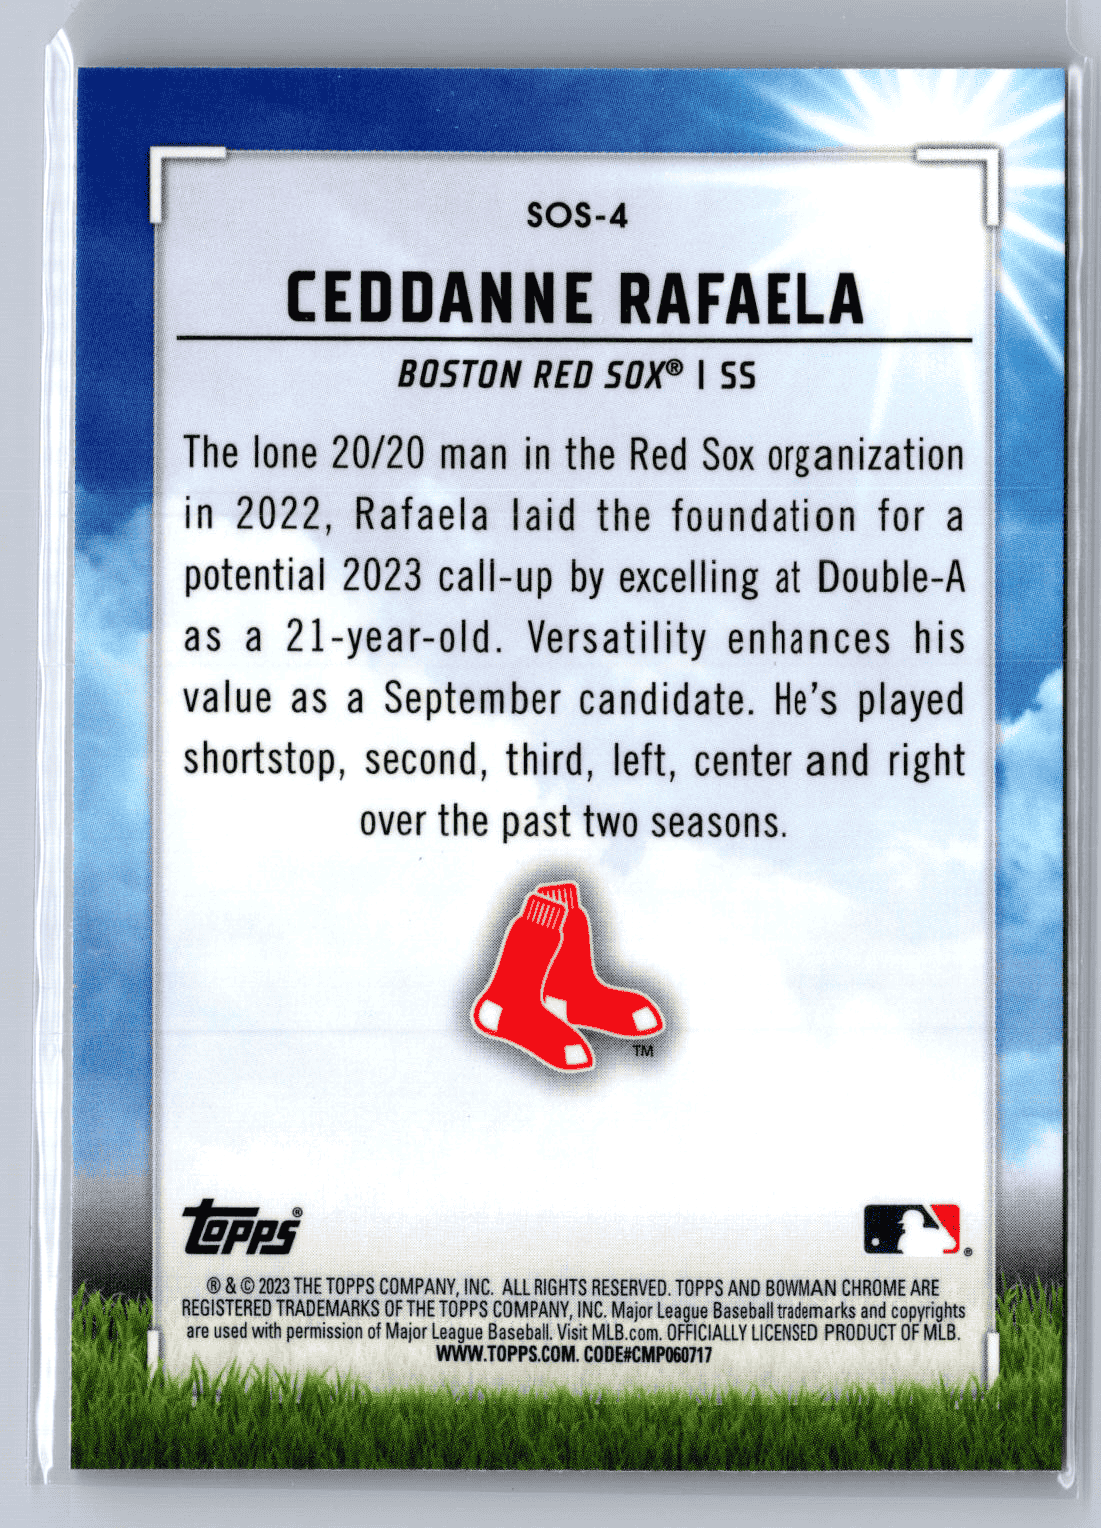 SOS-4
CEDDANNE RAFAELA
BOSTON RED SOX® | SS
The lone 20/20 man in the Red Sox organization
in 2022, Rafaela laid the foundation for a
potential 2023 call-up by excelling at Double-A
as a 21-year-old. Versatility enhances his
value as a September candidate. He's played
shortstop, second, third, left, center and right
over the past two seasons.
TM
Topps®
®
® & © 2023 THE TOPPS COMPANY, INC. ALL RIGHTS RESERVED. TOPPS AND BOWMAN CHROME ARE
REGISTERED TRADEMARKS OF THE TOPPS COMPANY, INC. Major League Baseball trademarks and copyrights
are used with permission of Major League Baseball. Visit MLB.com. OFFICIALLY LICENSED PRODUCT OF MLB.
WWW.TOPPS.COM. CODE#CMP060717